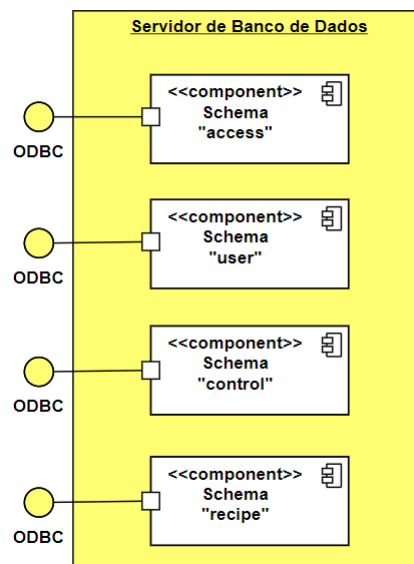 Servidor de Banco de Dados
<<component>>
Schema
"access"
ODBC
<<component>>
Schema
"user"
ODBC
<<component>>
Schema
"control"
ODBC
<<component>>
Schema
"recipe"
ODBC